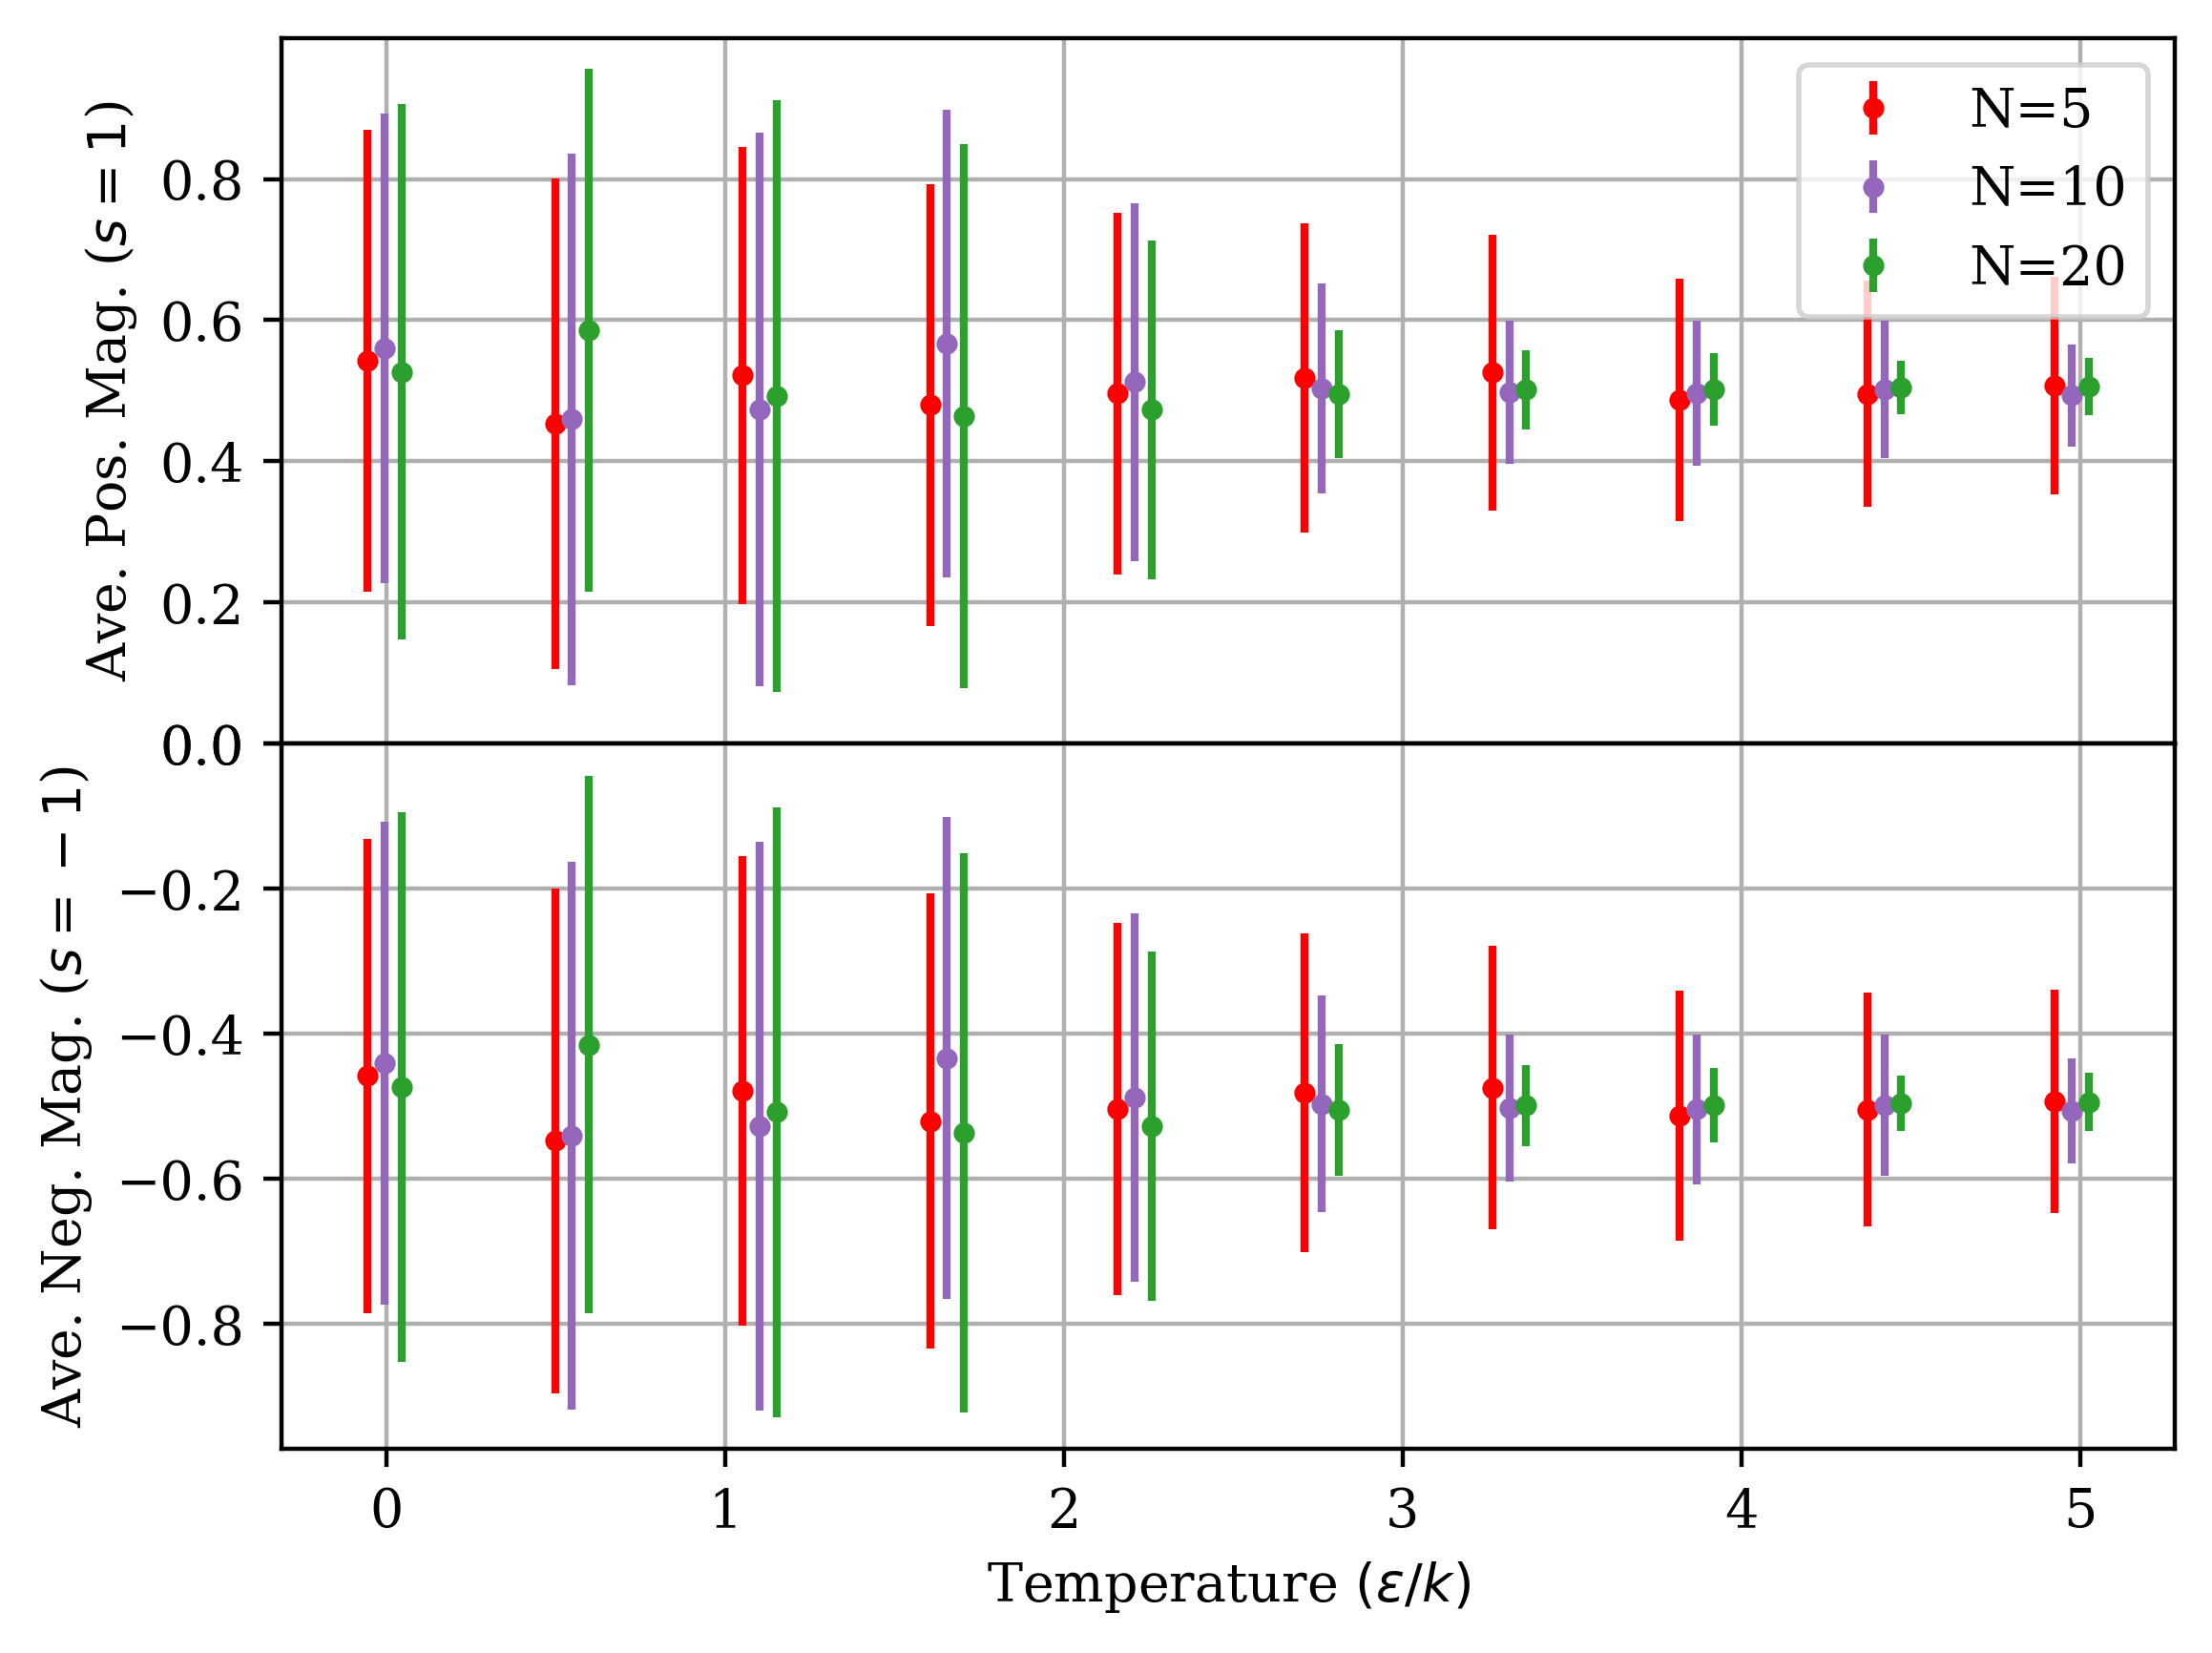 Ave. Pos. Mag. (s = 1)
0.8
0.6
0.4
0.2
0.0
N=5
N=10
N=20
Ave. Neg. Mag. (s = − 1)
−0.2
−0.4
−0.6
−0.8
0 1 2 3 4 5
Temperature (ε/k)